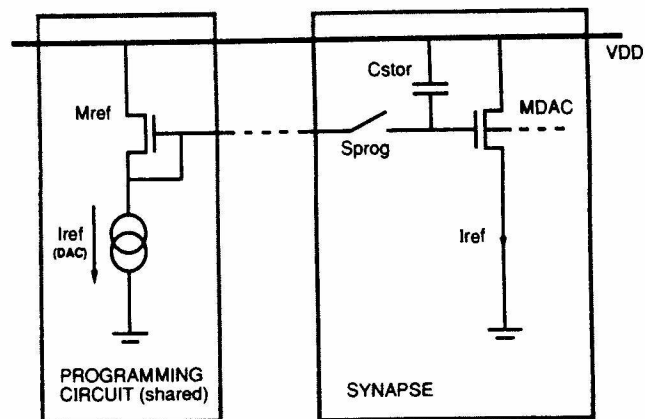 VDD
Cstor
Mref
MDAC
Sprog
Iref
(DAC)
Iref
PROGRAMMING
CIRCUIT (shared)
SYNAPSE